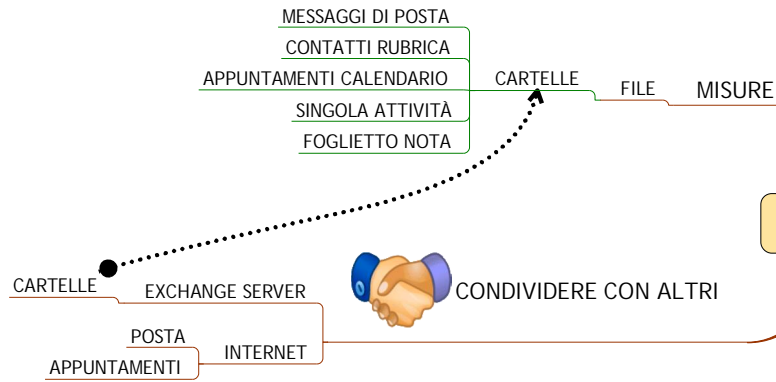 MESSAGGI DI POSTA
CONTATTI RUBRICA
APPUNTAMENTI CALENDARIO
SINGOLA ATTIVITÀ
FOGLIETTO NOTA
CARTELLE
FILE
MISURE
CARTELLE
EXCHANGE SERVER
POSTA
APPUNTAMENTI
INTERNET
CONDIVIDERE CON ALTRI